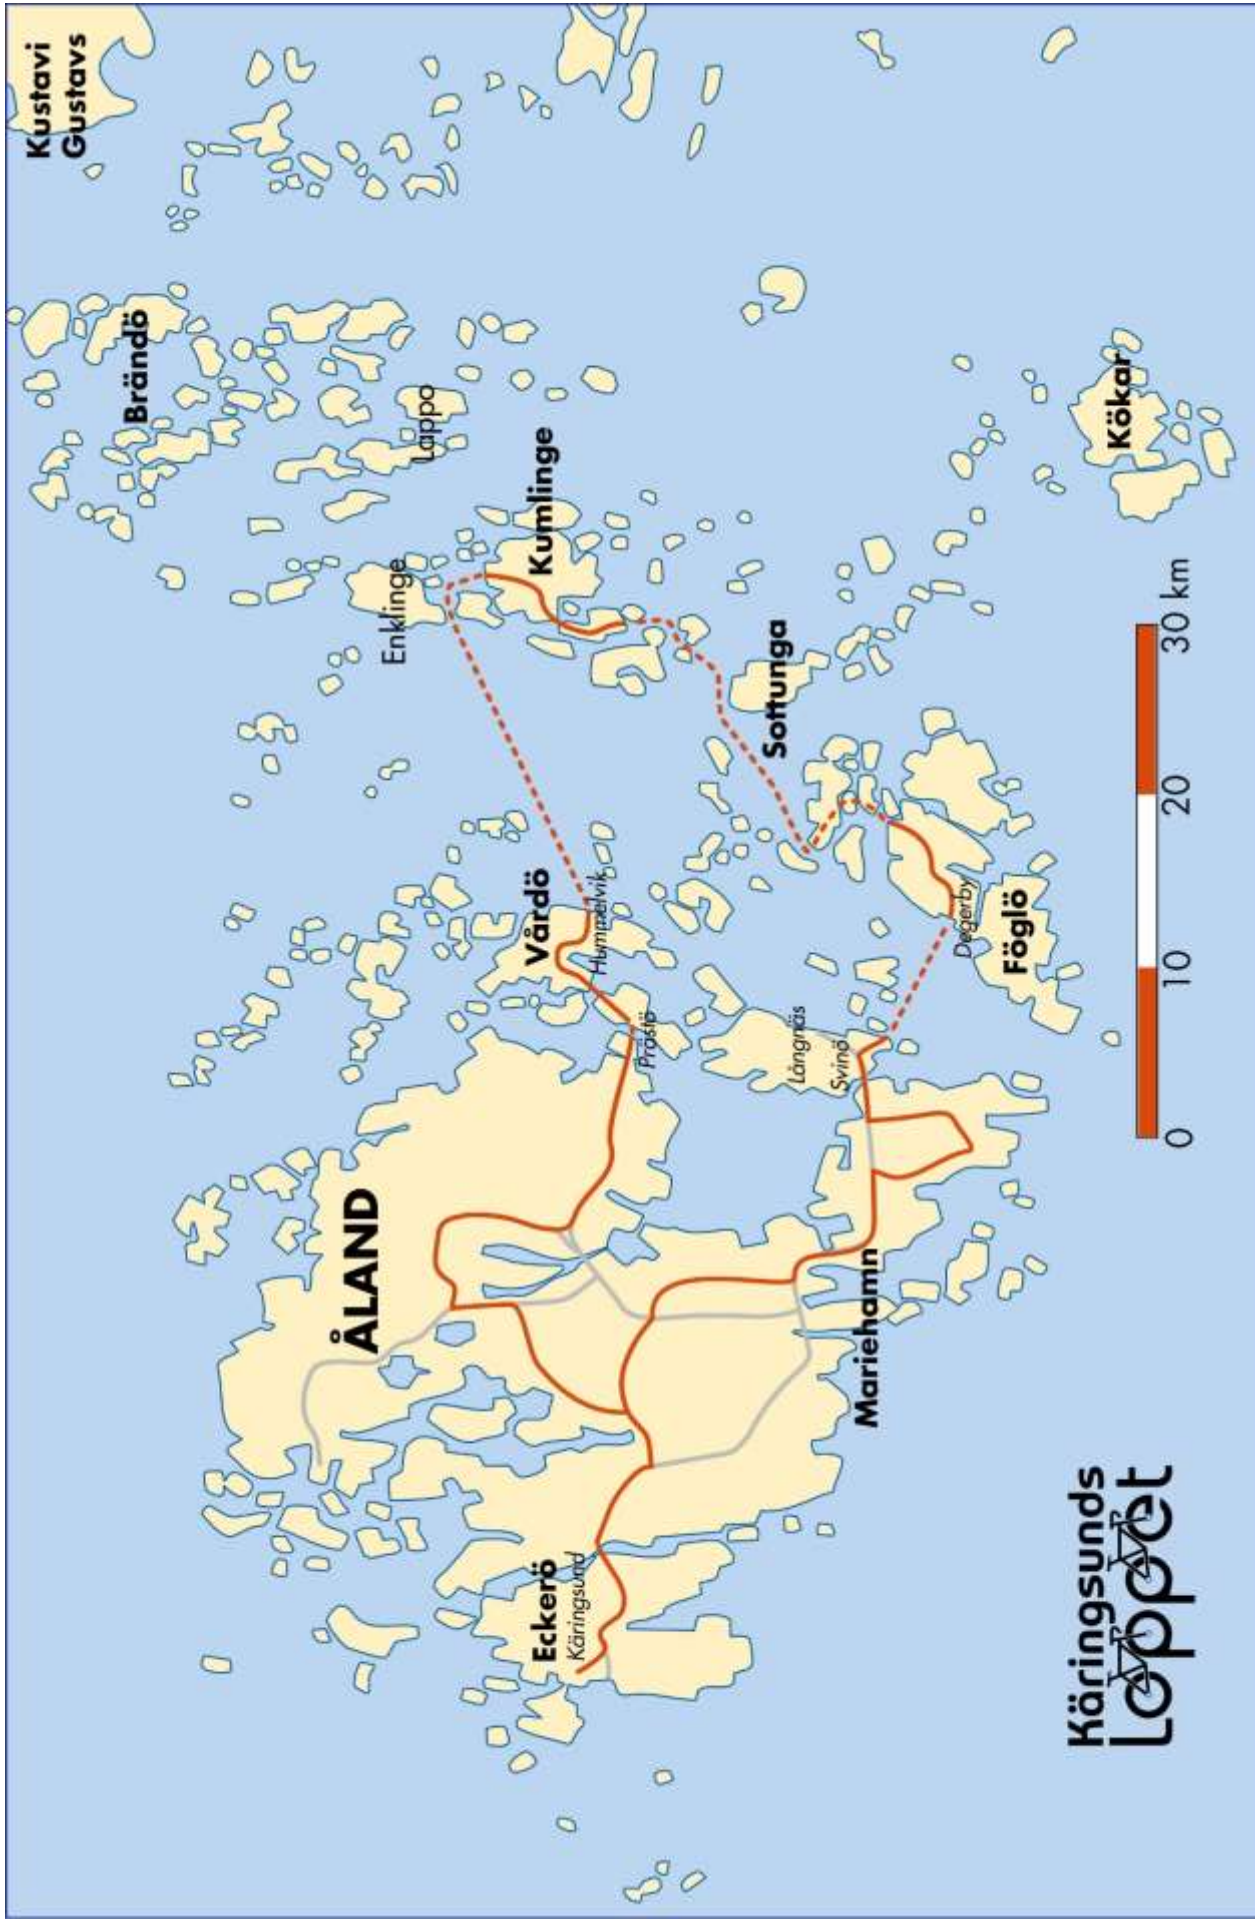 Kustavi
Gustavs
Brändö
Lappo
Kumlinge
Enklinge
ÅLAND
Vårdö
Hummelvik
Sottunga
Kökar
Prästö
Eckerö
Käringsund
Långnäs
Svinö
Degerby
Föglö
Mariehamn
Käringsunds
Loppet
0 10 20 30 km